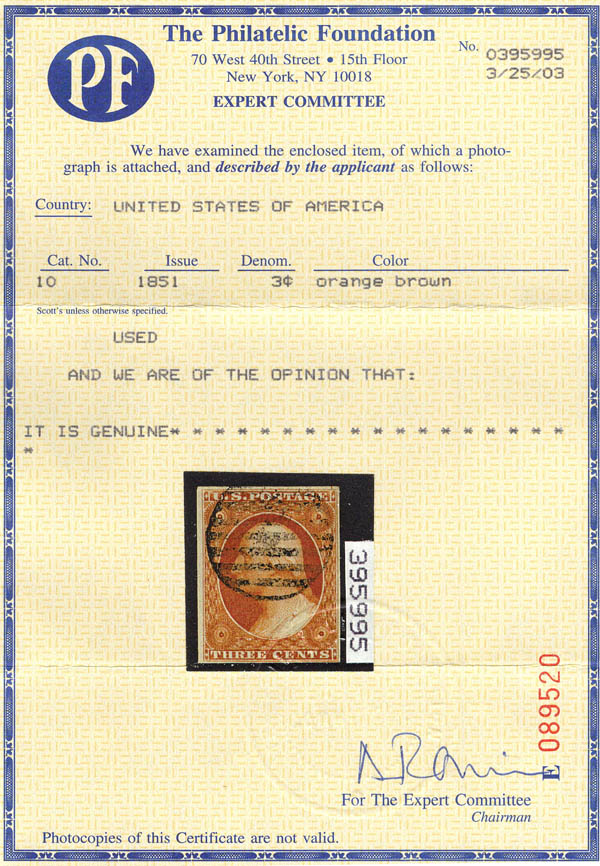 PF
The Philatelic Foundation
70 West 40th Street • 15th Floor
New York, NY 10018
EXPERT COMMITTEE
No. 0395995
3/25/03
We have examined the enclosed item, of which a photo-
graph is attached, and described by the applicant as follows:
Country: UNITED STATES OF AMERICA
Cat. No. Issue Denom. Color
10 1851 3¢ orange brown
Scott's unless otherwise specified.
USED
AND WE ARE OF THE OPINION THAT:
IT IS GENUINE* * * * * * * * * * * * * * * * * *
*
U.S. POSTAGE
THREE CENTS
395995
E 089520
For The Expert Committee
Chairman
Photocopies of this Certificate are not valid.